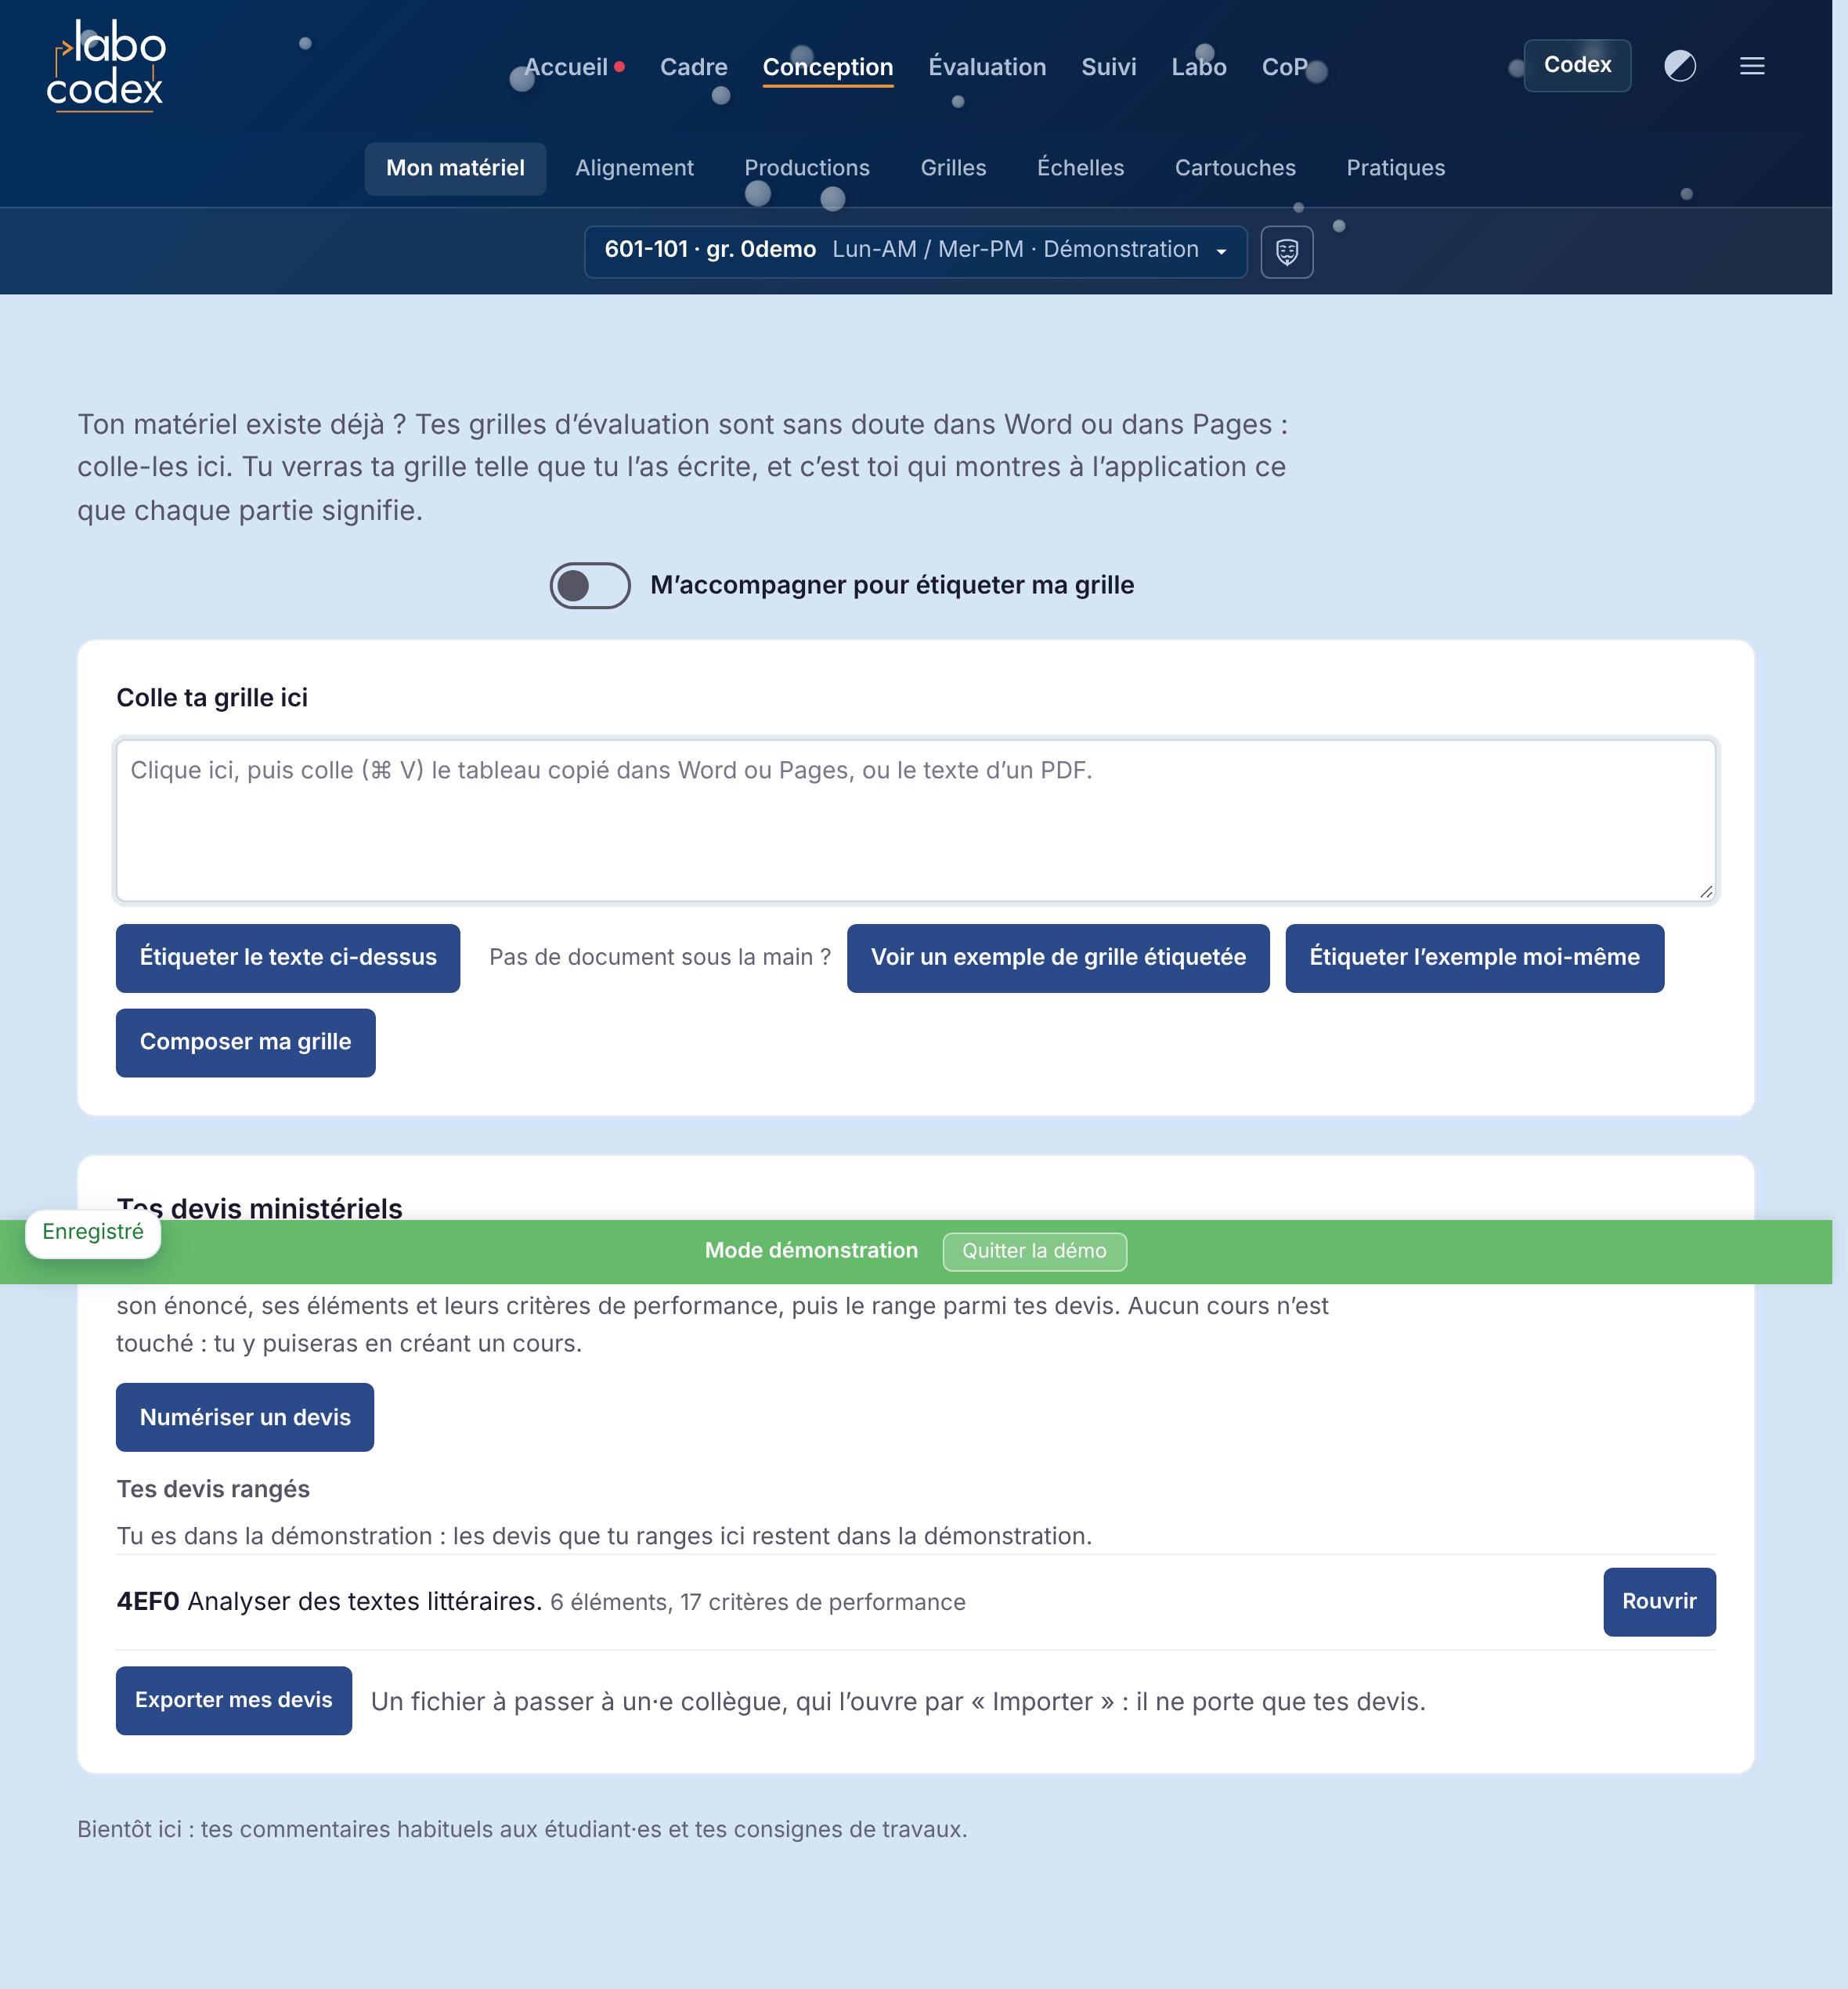 labo
codex
Accueil Cadre Conception Évaluation Suivi Labo CoP Codex
Mon matériel Alignement Productions Grilles Échelles Cartouches Pratiques
601-101 · gr. 0demo Lun-AM / Mer-PM · Démonstration
Ton matériel existe déjà ? Tes grilles d’évaluation sont sans doute dans Word ou dans Pages :
colle-les ici. Tu verras ta grille telle que tu l’as écrite, et c’est toi qui montres à l’application ce
que chaque partie signifie.
M’accompagner pour étiqueter ma grille
Colle ta grille ici
Clique ici, puis colle (⌘ V) le tableau copié dans Word ou Pages, ou le texte d’un PDF.
Étiqueter le texte ci-dessus Pas de document sous la main ? Voir un exemple de grille étiquetée Étiqueter l’exemple moi-même
Composer ma grille
Tes devis ministériels
Enregistré
Mode démonstration Quitter la démo
son énoncé, ses éléments et leurs critères de performance, puis le range parmi tes devis. Aucun cours n’est
touché : tu y puiseras en créant un cours.
Numériser un devis
Tes devis rangés
Tu es dans la démonstration : les devis que tu ranges ici restent dans la démonstration.
4EF0 Analyser des textes littéraires. 6 éléments, 17 critères de performance Rouvrir
Exporter mes devis Un fichier à passer à un·e collègue, qui l’ouvre par « Importer » : il ne porte que tes devis.
Bientôt ici : tes commentaires habituels aux étudiant·es et tes consignes de travaux.